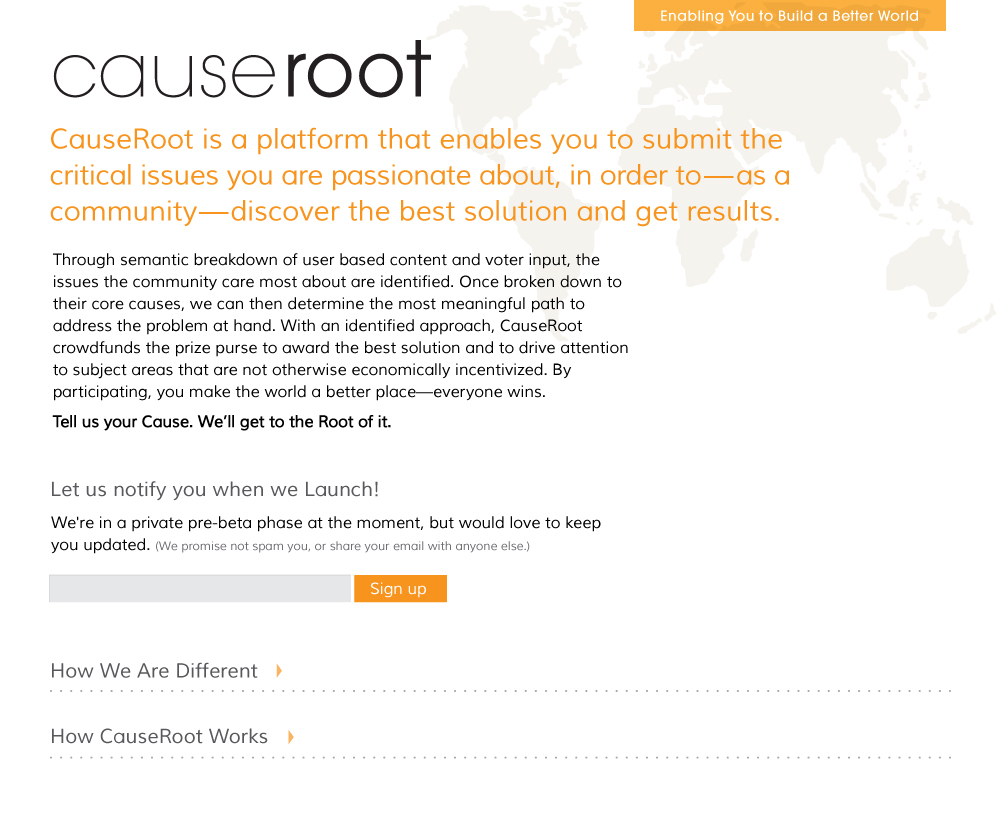 Enabling You to Build a Better World
causeroot
CauseRoot is a platform that enables you to submit the
critical issues you are passionate about, in order to—as a
community—discover the best solution and get results.
Through semantic breakdown of user based content and voter input, the
issues the community care most about are identified. Once broken down to
their core causes, we can then determine the most meaningful path to
address the problem at hand. With an identified approach, CauseRoot
crowdfunds the prize purse to award the best solution and to drive attention
to subject areas that are not otherwise economically incentivized. By
participating, you make the world a better place—everyone wins.
Tell us your Cause. We’ll get to the Root of it.
Let us notify you when we Launch!
We're in a private pre-beta phase at the moment, but would love to keep
you updated. (We promise not spam you, or share your email with anyone else.)
Sign up
How We Are Different
How CauseRoot Works